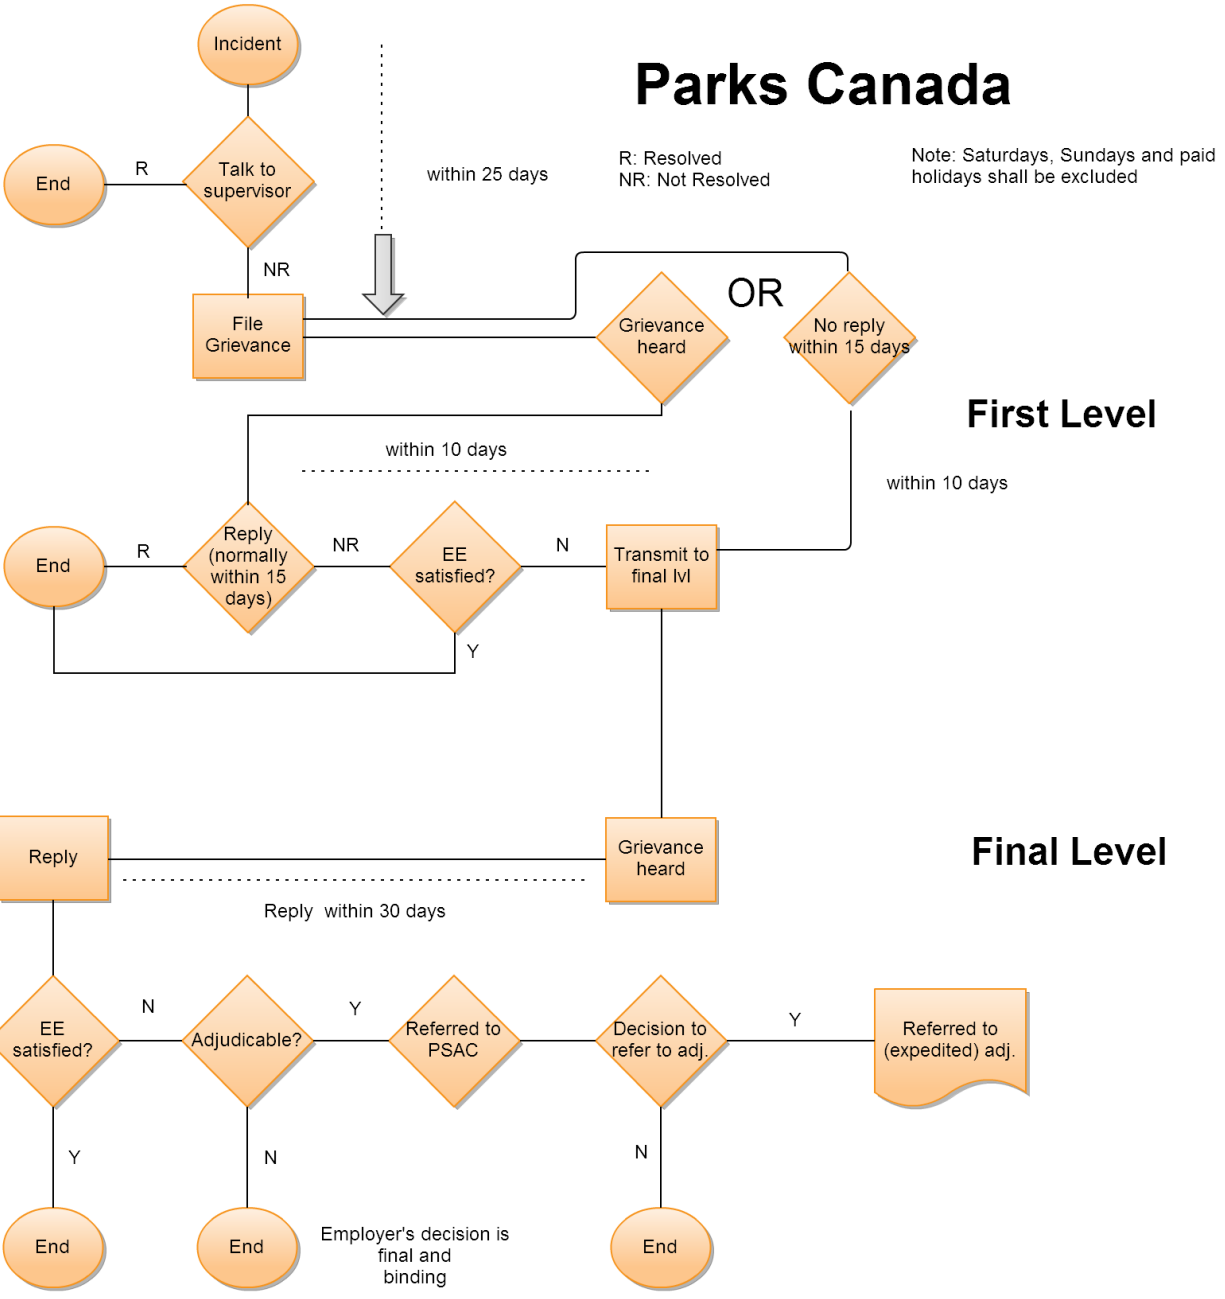 Incident
Parks Canada
R: Resolved
NR: Not Resolved
Note: Saturdays, Sundays and paid
holidays shall be excluded
within 25 days
End
R
Talk to
supervisor
NR
File
Grievance
Grievance
heard
OR
No reply
within 15 days
First Level
within 10 days
within 10 days
End
R
Reply
(normally
within 15
days)
NR
EE
satisfied?
N
Transmit to
final lvl
Y
Reply
Grievance
heard
Final Level
Reply  within 30 days
EE
satisfied?
N
Adjudicable?
Y
Referred to
PSAC
Decision to
refer to adj.
Y
Referred to
(expedited) adj.
Y
N
N
End
End
Employer's decision is
final and
binding
End